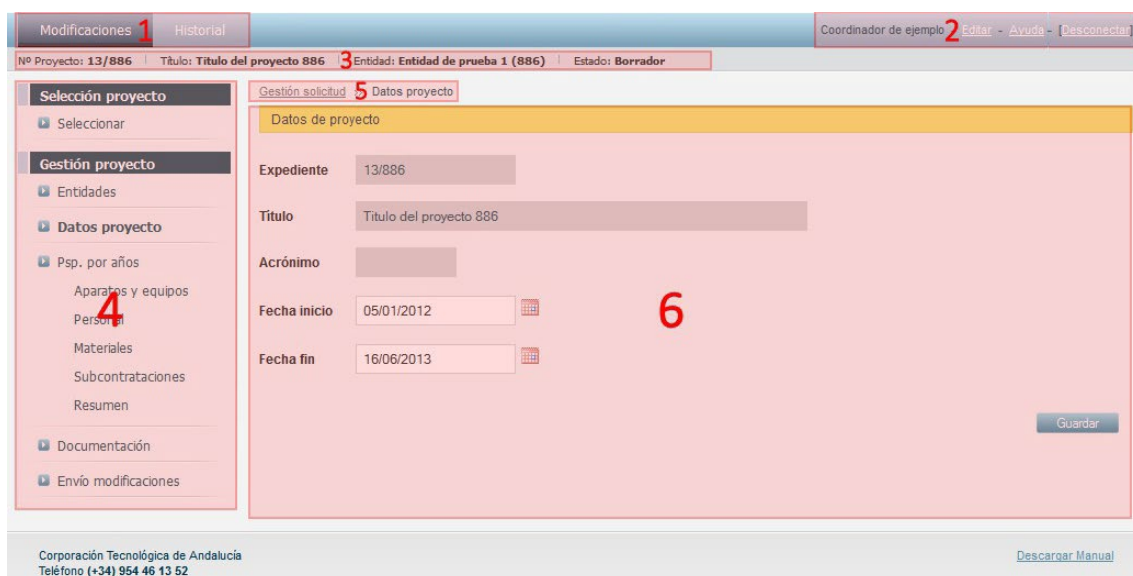 Modificaciones 1 Historial
Coordinador de ejemplo 2 Editar - Ayuda - [Desconectar]
Nº Proyecto: 13/886 Título: Titulo del proyecto 886 3 Entidad: Entidad de prueba 1 (886) Estado: Borrador
Selección proyecto
Seleccionar
Gestión proyecto
Entidades
Datos proyecto
Psp. por años
Aparatos y equipos
4
Personal
Materiales
Subcontrataciones
Resumen
Documentación
Envío modificaciones
Gestión solicitud 5 Datos proyecto
Datos de proyecto
Expediente 13/886
Título Titulo del proyecto 886
Acrónimo
Fecha inicio 05/01/2012
6
Fecha fin 16/06/2013
Guardar
Corporación Tecnológica de Andalucía
Teléfono (+34) 954 46 13 52
Descargar Manual